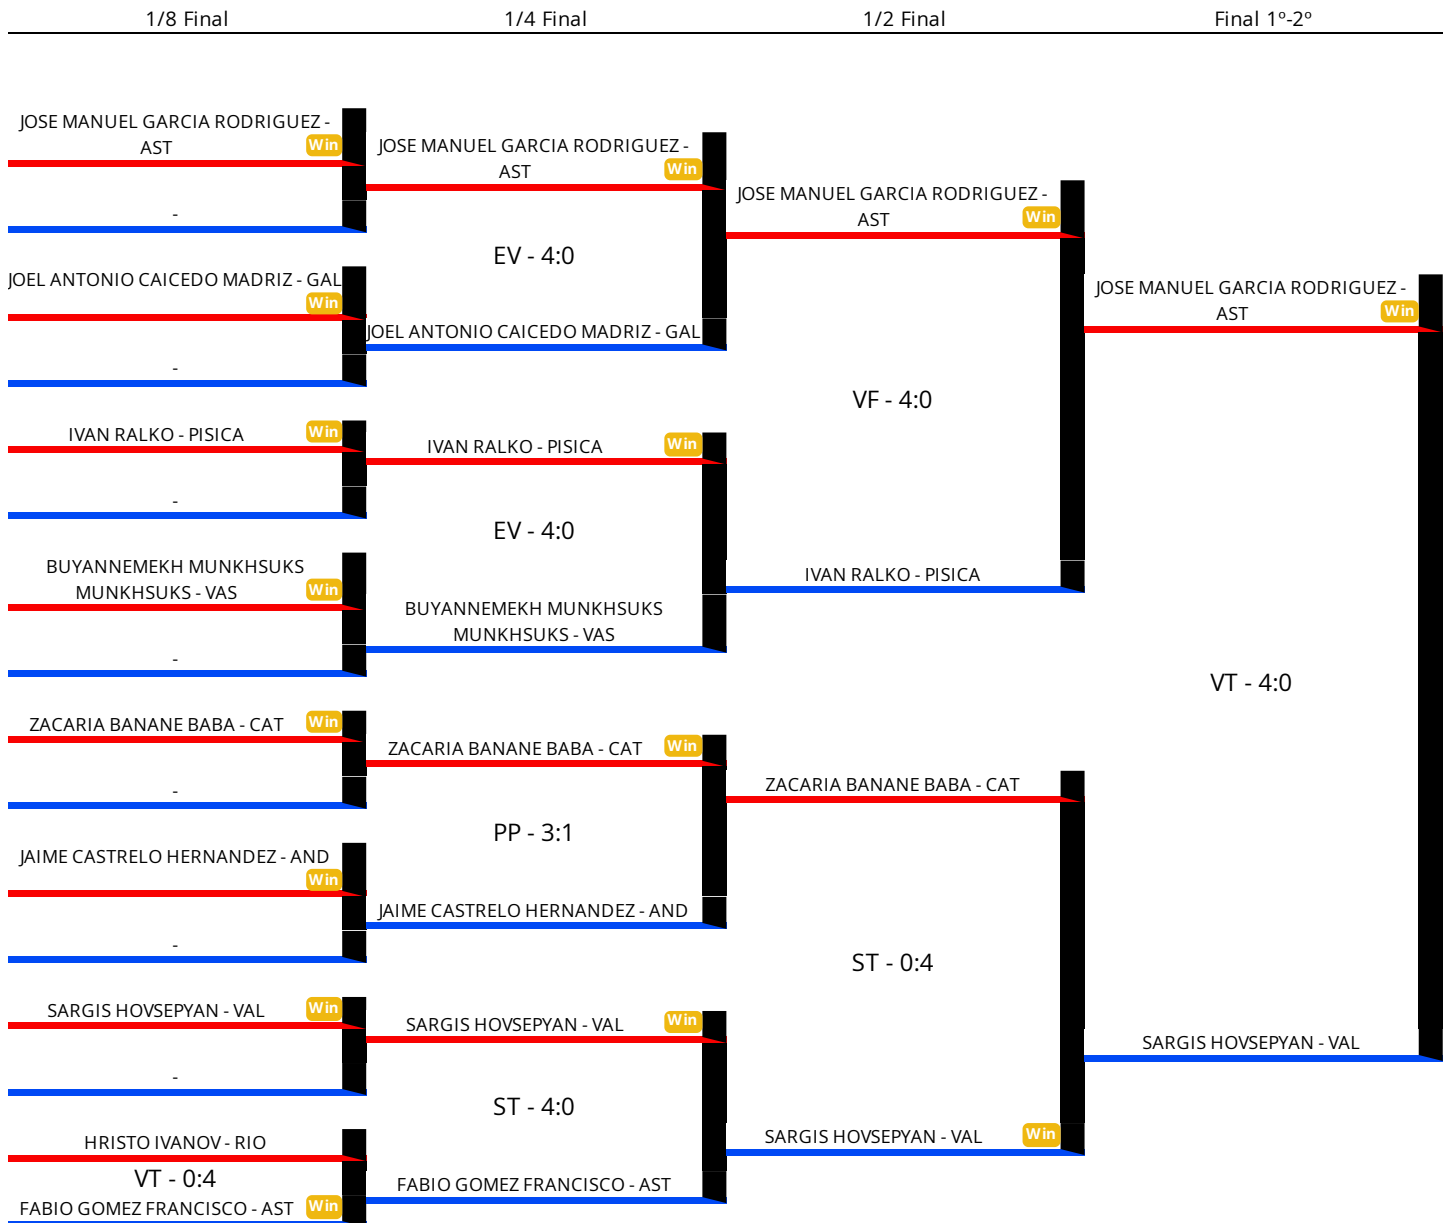 1/8 Final
1/4 Final
1/2 Final
Final 1º-2º
JOSE MANUEL GARCIA RODRIGUEZ -
AST
Win
-
JOEL ANTONIO CAICEDO MADRIZ - GAL
Win
-
IVAN RALKO - PISICA
Win
-
BUYANNEMEKH MUNKHSUKS
MUNKHSUKS - VAS
Win
-
ZACARIA BANANE BABA - CAT
Win
-
JAIME CASTRELO HERNANDEZ - AND
Win
-
SARGIS HOVSEPYAN - VAL
Win
-
HRISTO IVANOV - RIO
VT - 0:4
FABIO GOMEZ FRANCISCO - AST
Win
JOSE MANUEL GARCIA RODRIGUEZ -
AST
Win
EV - 4:0
JOEL ANTONIO CAICEDO MADRIZ - GAL
IVAN RALKO - PISICA
Win
EV - 4:0
BUYANNEMEKH MUNKHSUKS
MUNKHSUKS - VAS
ZACARIA BANANE BABA - CAT
Win
PP - 3:1
JAIME CASTRELO HERNANDEZ - AND
SARGIS HOVSEPYAN - VAL
Win
ST - 4:0
FABIO GOMEZ FRANCISCO - AST
JOSE MANUEL GARCIA RODRIGUEZ -
AST
Win
VF - 4:0
IVAN RALKO - PISICA
ZACARIA BANANE BABA - CAT
ST - 0:4
SARGIS HOVSEPYAN - VAL
Win
JOSE MANUEL GARCIA RODRIGUEZ -
AST
Win
VT - 4:0
SARGIS HOVSEPYAN - VAL